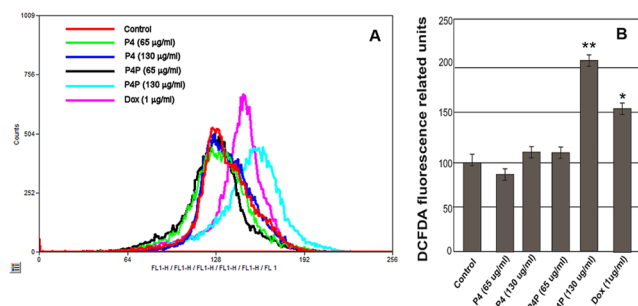 1009
756
504
252
0
Counts
Control
P4 (65 µg/ml)
P4 (130 µg/ml)
P4P (65 µg/ml)
P4P (130 µg/ml)
Dox (1 µg/ml)
A
0 64 128 192 256
FL1-H / FL1-H / FL1-H / FL1-H / FL1-H / FL 1
B
DCFDA fluorescence related units
250
200
150
100
50
0
**
*
Control
P4 (65 ug/ml)
P4 (130 ug/ml)
P4P (65 ug/ml)
P4P (130 ug/ml)
Dox (1ug/ml)